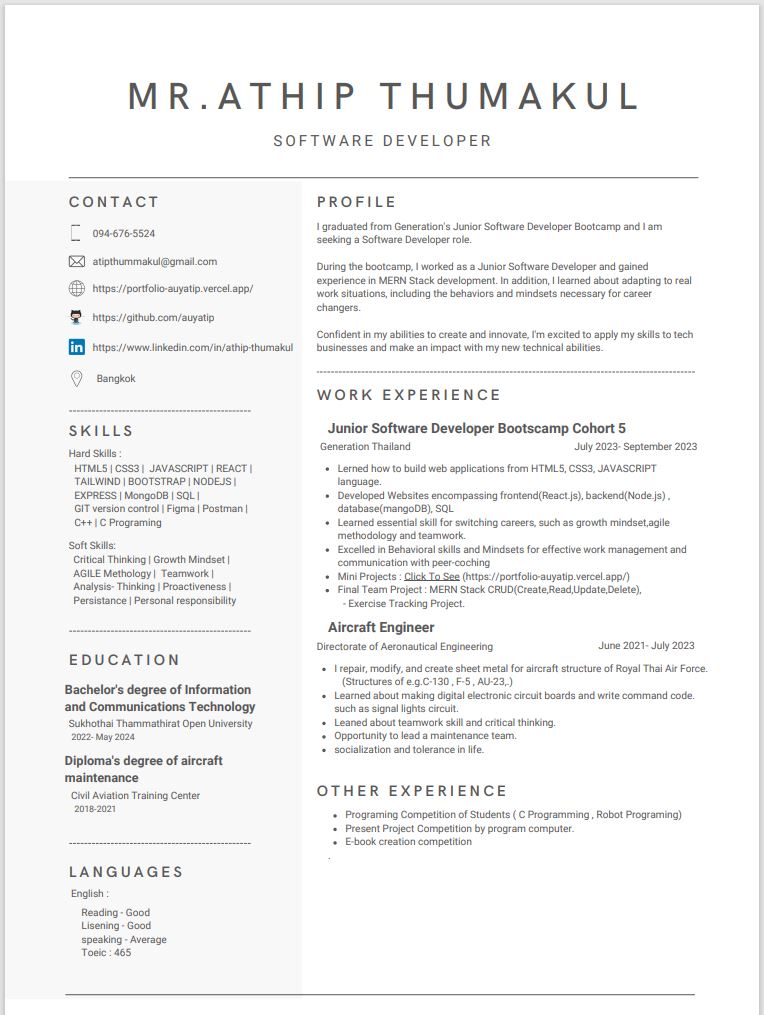 MR.ATHIP THUMAKUL
SOFTWARE DEVELOPER
CONTACT
094-676-5524
atipthummakul@gmail.com
https://portfolio-auyatip.vercel.app/
https://github.com/auyatip
https://www.linkedin.com/in/athip-thumakul
Bangkok
SKILLS
Hard Skills :
HTML5 | CSS3 | JAVASCRIPT | REACT |
TAILWIND | BOOTSTRAP | NODEJS |
EXPRESS | MongoDB | SQL |
GIT version control | Figma | Postman |
C++ | C Programing
Soft Skills:
Critical Thinking | Growth Mindset |
AGILE Methology | Teamwork |
Analysis- Thinking | Proactiveness |
Persistance | Personal responsibility
EDUCATION
Bachelor's degree of Information
and Communications Technology
Sukhothai Thammathirat Open University
2022- May 2024
Diploma's degree of aircraft
maintenance
Civil Aviation Training Center
2018-2021
LANGUAGES
English :
Reading - Good
Lisening - Good
speaking - Average
Toeic : 465
PROFILE
I graduated from Generation's Junior Software Developer Bootcamp and I am
seeking a Software Developer role.
During the bootcamp, I worked as a Junior Software Developer and gained
experience in MERN Stack development. In addition, I learned about adapting to real
work situations, including the behaviors and mindsets necessary for career
changers.
Confident in my abilities to create and innovate, I'm excited to apply my skills to tech
businesses and make an impact with my new technical abilities.
WORK EXPERIENCE
Junior Software Developer Bootscamp Cohort 5
Generation Thailand July 2023- September 2023
• Lerned how to build web applications from HTML5, CSS3, JAVASCRIPT
language.
• Developed Websites encompassing frontend(React.js), backend(Node.js) ,
database(mangoDB), SQL
• Learned essential skill for switching careers, such as growth mindset,agile
methodology and teamwork.
• Excelled in Behavioral skills and Mindsets for effective work management and
communication with peer-coching
• Mini Projects : Click To See (https://portfolio-auyatip.vercel.app/)
• Final Team Project : MERN Stack CRUD(Create,Read,Update,Delete),
- Exercise Tracking Project.
Aircraft Engineer
Directorate of Aeronautical Engineering June 2021- July 2023
• I repair, modify, and create sheet metal for aircraft structure of Royal Thai Air Force.
(Structures of e.g.C-130 , F-5 , AU-23,.)
• Learned about making digital electronic circuit boards and write command code.
such as signal lights circuit.
• Leaned about teamwork skill and critical thinking.
• Opportunity to lead a maintenance team.
• socialization and tolerance in life.
OTHER EXPERIENCE
• Programing Competition of Students ( C Programming , Robot Programing)
• Present Project Competition by program computer.
• E-book creation competition
.